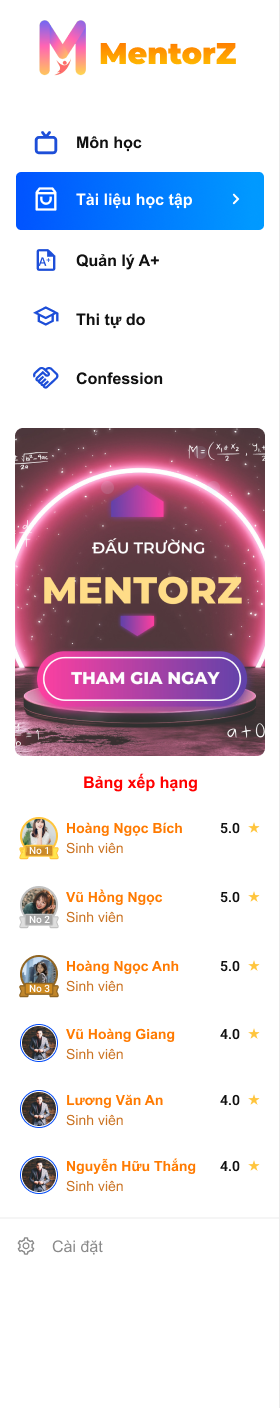 MentorZ
Môn học
Tài liệu học tập
A+
Quản lý A+
Thi tự do
Confession
ĐẤU TRƯỜNG
MENTORZ
THAM GIA NGAY
a+0
=1
Bảng xếp hạng
Hoàng Ngọc Bích 5.0
Sinh viên
No 1
Vũ Hồng Ngọc 5.0
Sinh viên
No 2
Hoàng Ngọc Anh 5.0
Sinh viên
No 3
Vũ Hoàng Giang 4.0
Sinh viên
Lương Văn An 4.0
Sinh viên
Nguyễn Hữu Thắng 4.0
Sinh viên
Cài đặt